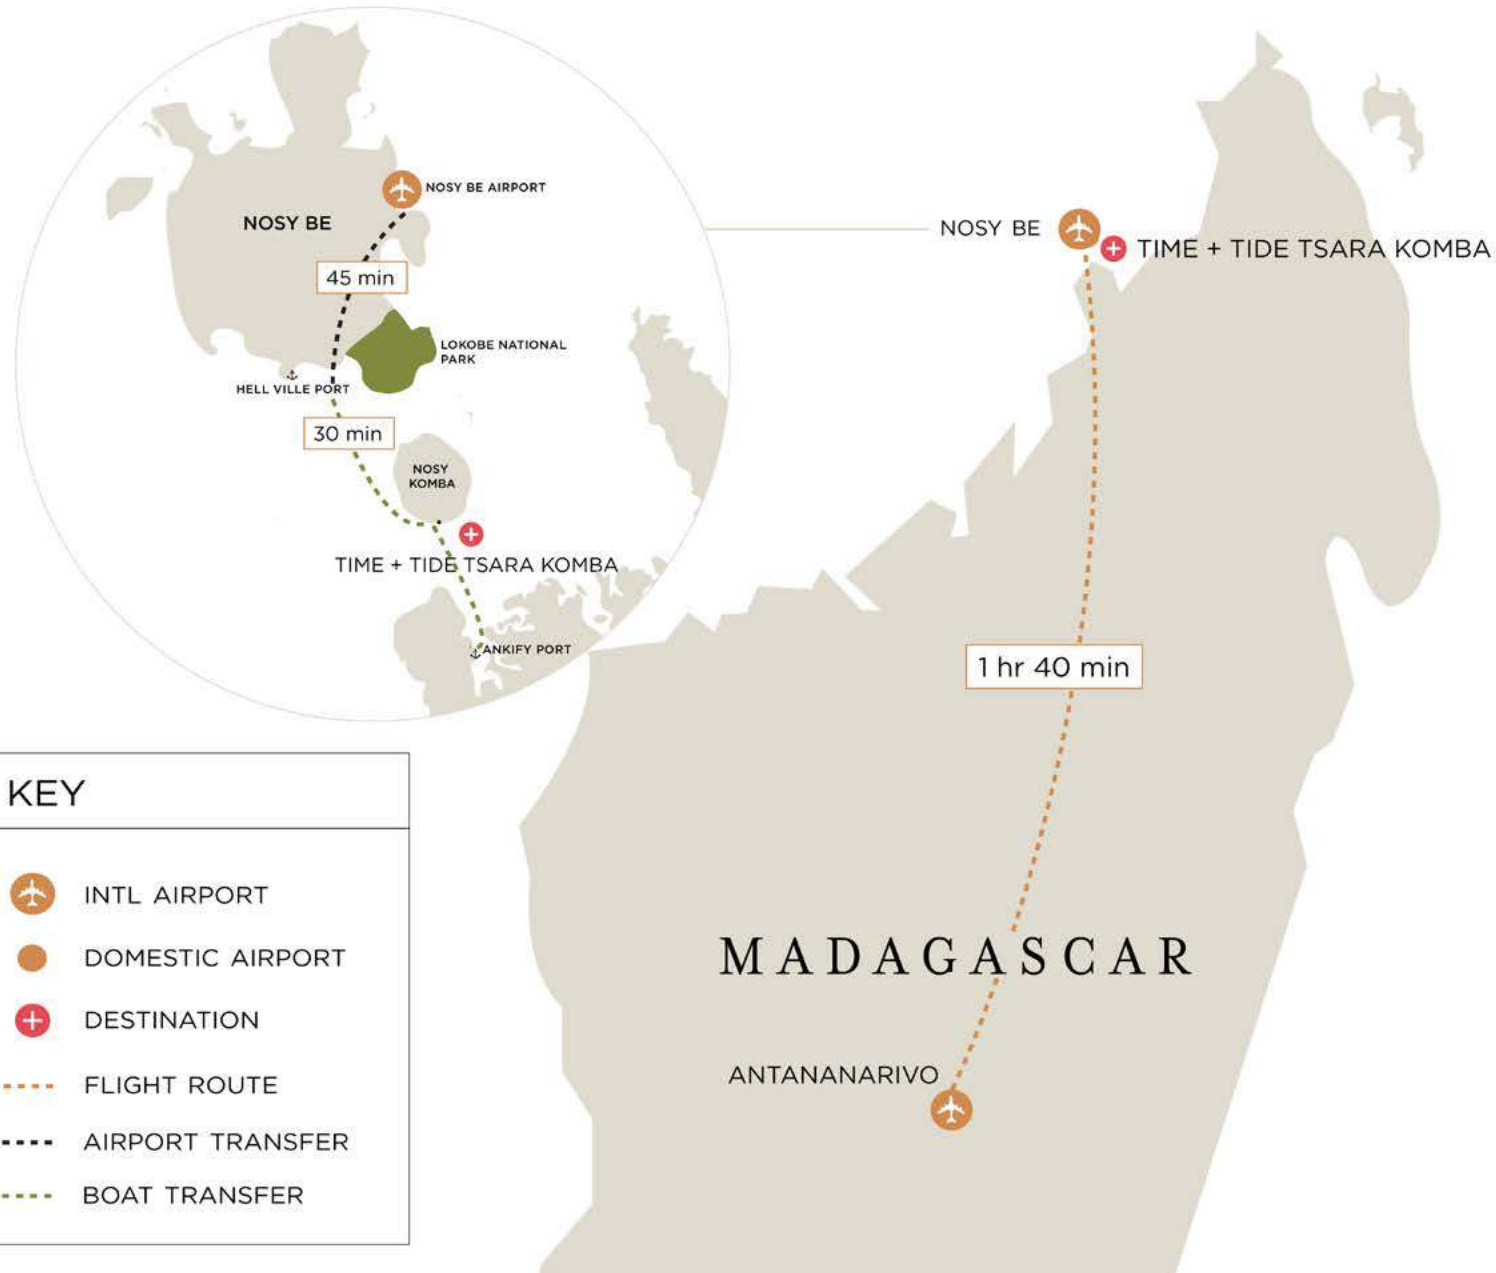 NOSY BE AIRPORT
NOSY BE
45 min
LOKOBE NATIONAL
PARK
HELL VILLE PORT
30 min
NOSY
KOMBA
TIME + TIDE TSARA KOMBA
ANKIFY PORT
NOSY BE
TIME + TIDE TSARA KOMBA
1 hr 40 min
MADAGASCAR
ANTANANARIVO
KEY
INTL AIRPORT
DOMESTIC AIRPORT
DESTINATION
FLIGHT ROUTE
AIRPORT TRANSFER
BOAT TRANSFER